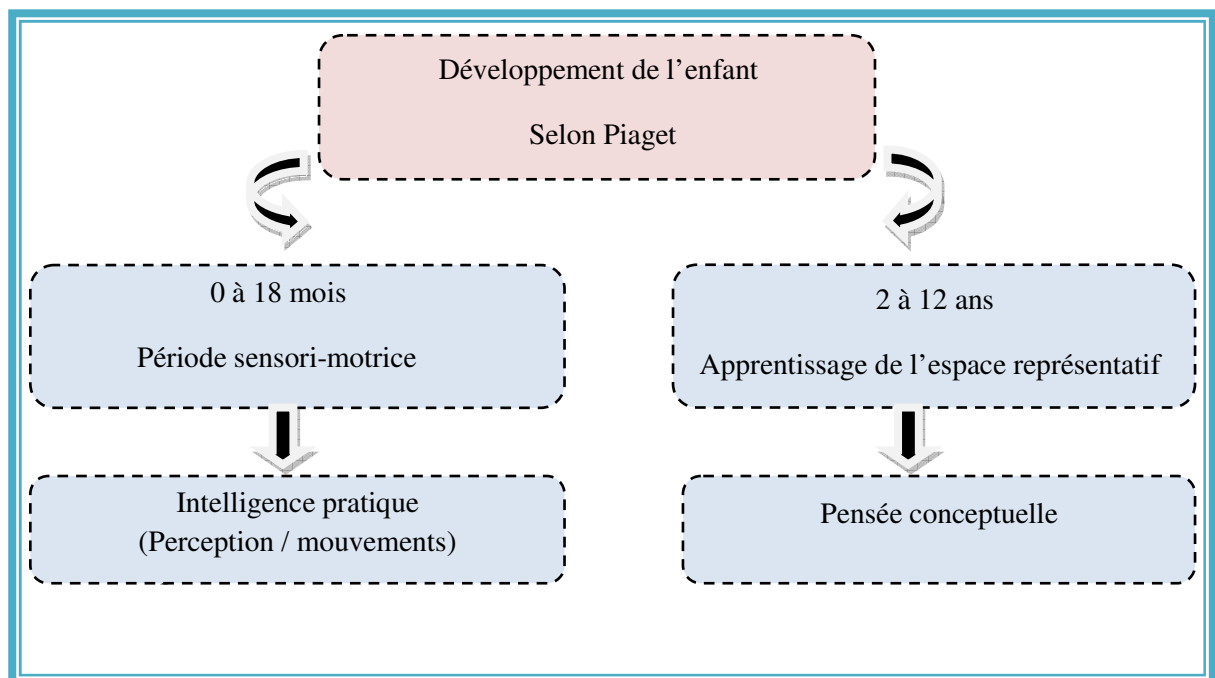 Développement de l’enfant
Selon Piaget
0 à 18 mois
Période sensori-motrice
2 à 12 ans
Apprentissage de l’espace représentatif
Intelligence pratique
(Perception / mouvements)
Pensée conceptuelle